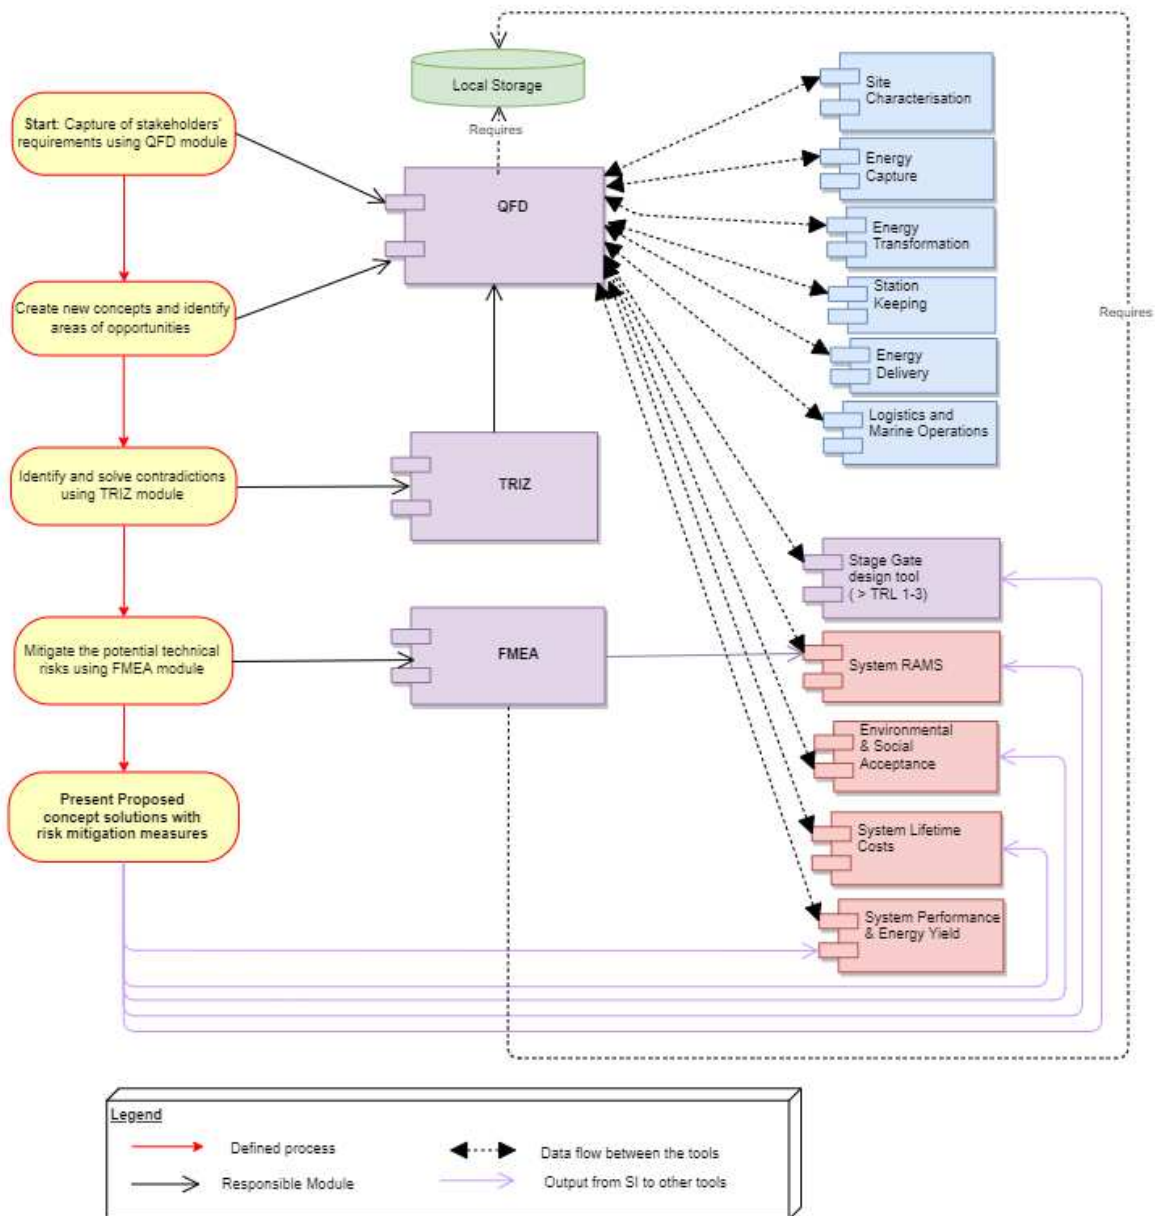 Requires
Local Storage
Requires
Start: Capture of stakeholders'
requirements using QFD module
QFD
Site
Characterisation
Energy
Capture
Energy
Transformation
Create new concepts and identify
areas of opportunities
Station
Keeping
Requires
Energy
Delivery
Logistics and
Marine Operations
Identify and solve contradictions
using TRIZ module
TRIZ
Stage Gate
design tool
( > TRL 1-3)
Mitigate the potential technical
risks using FMEA module
FMEA
System RAMS
Environmental
& Social
Acceptance
Present Proposed
concept solutions with
risk mitigation measures
System Lifetime
Costs
System Performance
& Energy Yield
Legend
Defined process
Data flow between the tools
Responsible Module
Output from SI to other tools